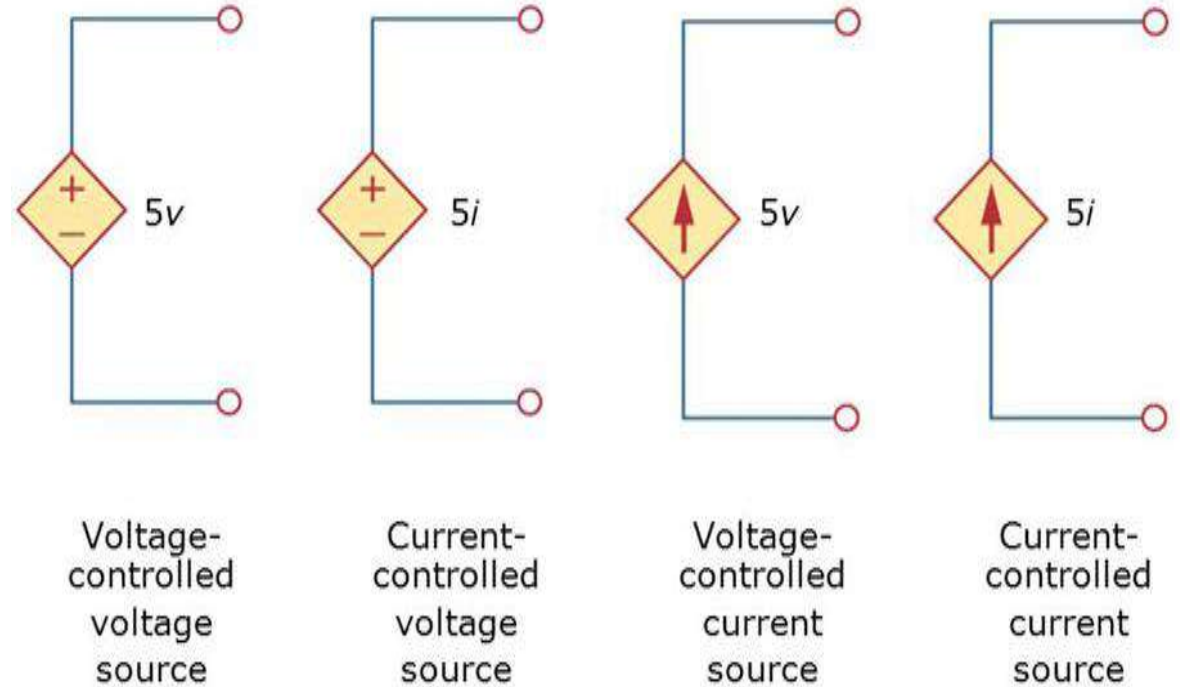 +
−
5v
+
−
5i
5v
5i
Voltage-
controlled
voltage
source
Current-
controlled
voltage
source
Voltage-
controlled
current
source
Current-
controlled
current
source